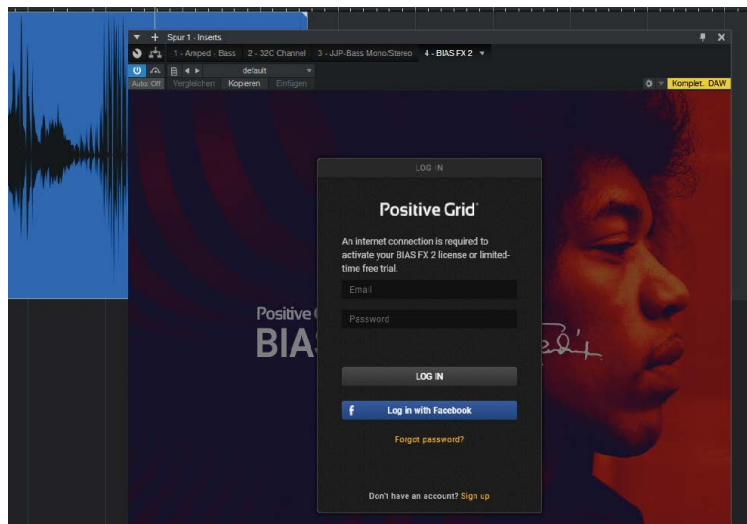 Spur 1 - Inserts
1 - Amped - Bass 2 - 32C Channel 3 - JJP-Bass Mono/Stereo 4 - BIAS FX 2
default
Auto: Off Vergleichen Kopieren Einfügen Komplet. DAW
LOG IN
Positive Grid
An internet connection is required to
activate your BIAS FX 2 license or limited-
time free trial.
Email
Password
Positive
BIA
LOG IN
f Log in with Facebook
Forgot password?
Don't have an account? Sign up